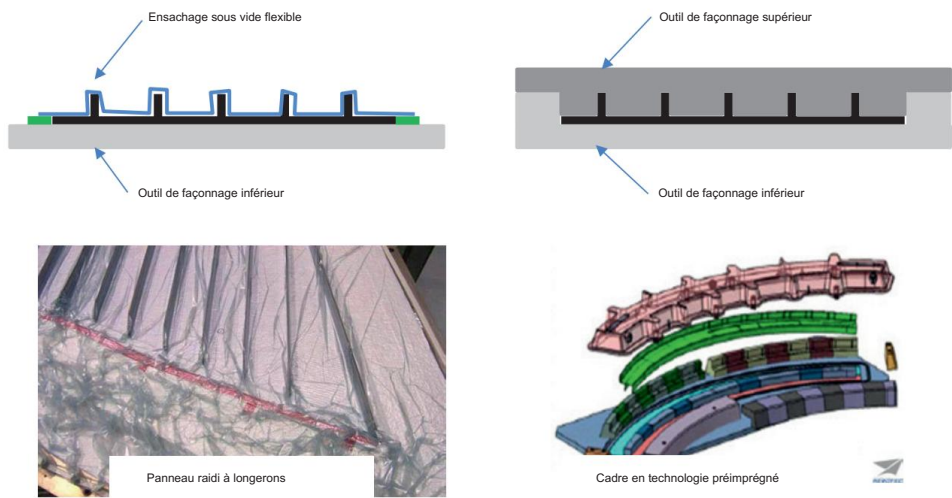 Ensachage sous vide flexible
Outil de façonnage supérieur
Outil de façonnage inférieur
Outil de façonnage inférieur
Panneau raidi à longerons
Cadre en technologie préimprégné